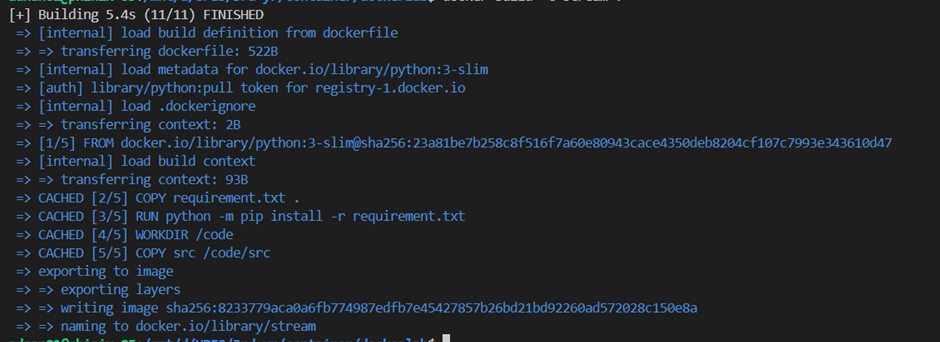 [+] Building 5.4s (11/11) FINISHED
=> [internal] load build definition from dockerfile
=> => transferring dockerfile: 522B
=> [internal] load metadata for docker.io/library/python:3-slim
=> [auth] library/python:pull token for registry-1.docker.io
=> [internal] load .dockerignore
=> => transferring context: 2B
=> [1/5] FROM docker.io/library/python:3-slim@sha256:23a81be7b258c8f516f7a60e80943cace4350deb8204cf107c7993e343610d47
=> [internal] load build context
=> => transferring context: 93B
=> CACHED [2/5] COPY requirement.txt .
=> CACHED [3/5] RUN python -m pip install -r requirement.txt
=> CACHED [4/5] WORKDIR /code
=> CACHED [5/5] COPY src /code/src
=> exporting to image
=> => exporting layers
=> => writing image sha256:8233779aca0a6fb774987edfb7e45427857b26bd21bd92260ad572028c150e8a
=> => naming to docker.io/library/stream